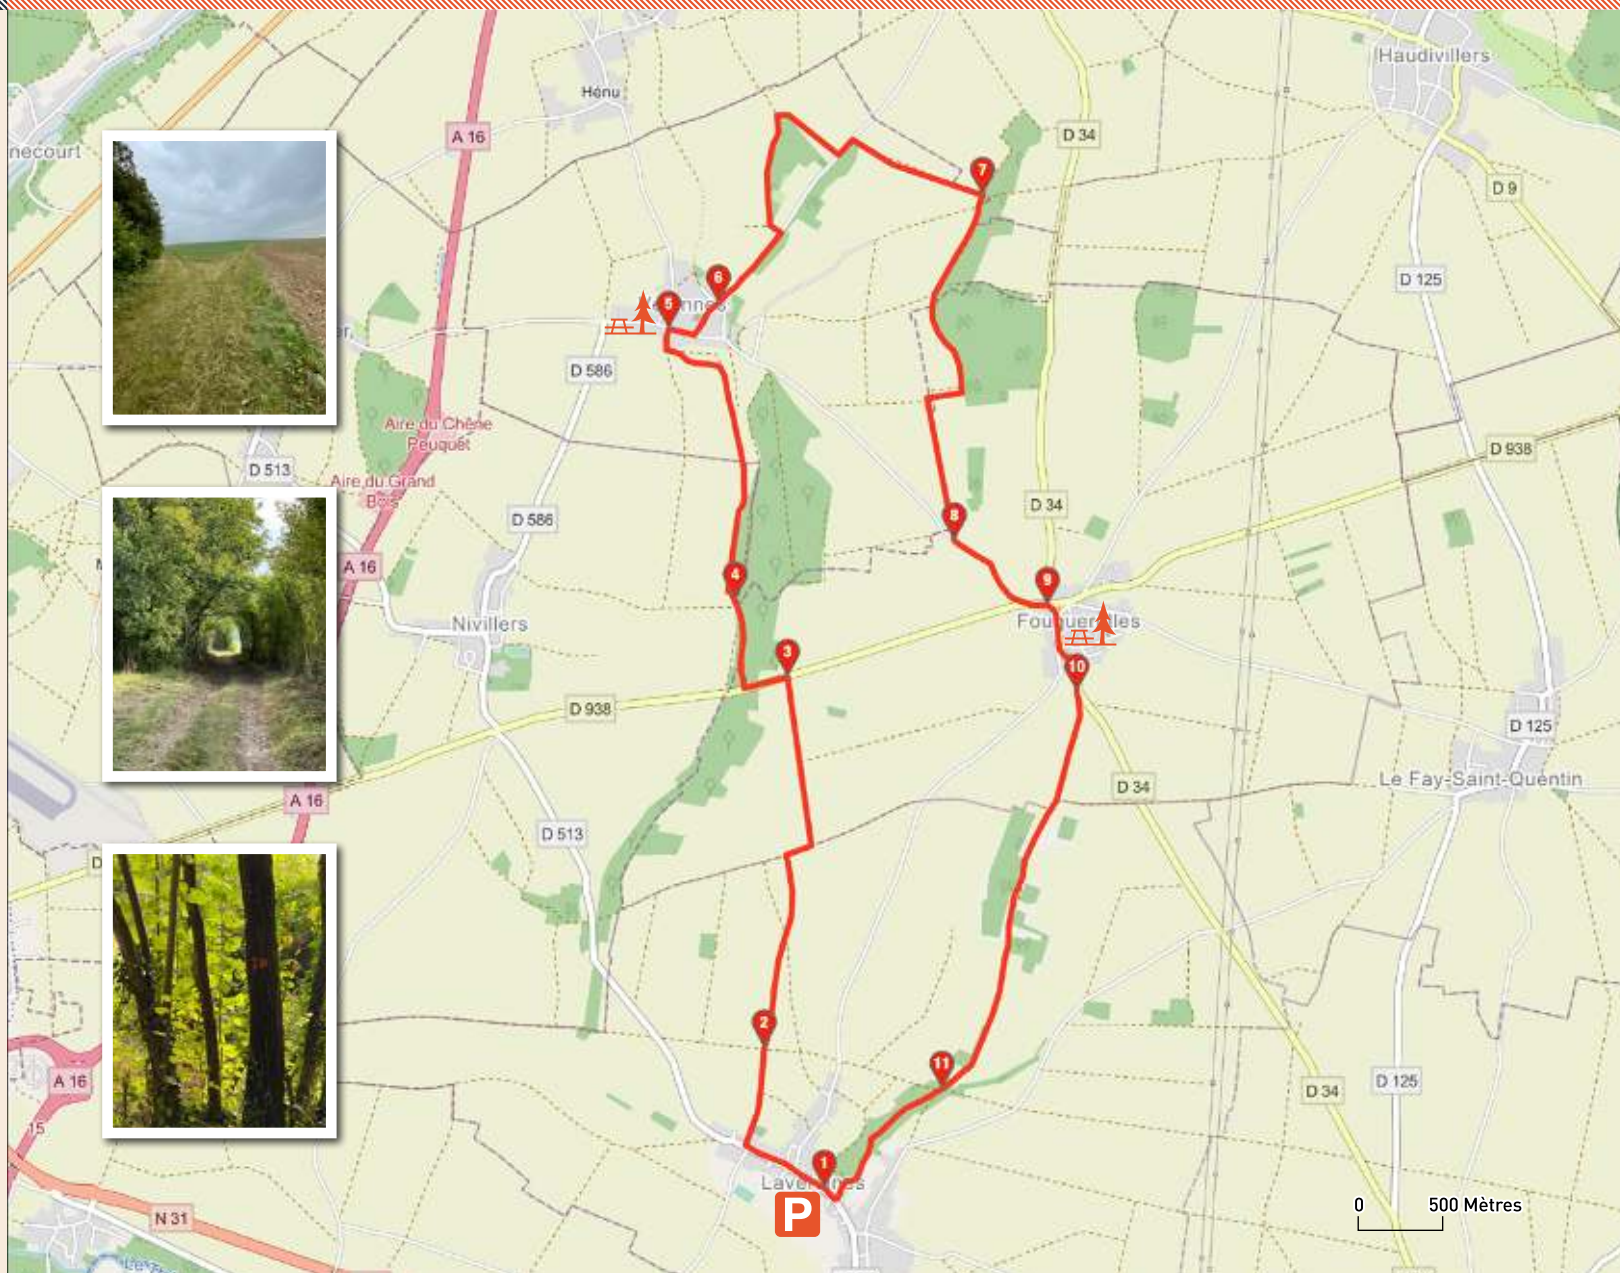 Haudivillers
Hénu
A 16
D 34
necourt
D 9
7
D 125
6
5
D 586
Aire du Chêne
Peuquet
D 938
D 513
Aire du Grand
Bois
D 34
D 586
8
A 16
4
9
Nivillers
3
10
D 938
D 125
Le Fay-Saint-Quentin
D 34
A 16
D 513
2
11
A 16
D 34
D 125
15
1
P
0 500 Mètres
N 31